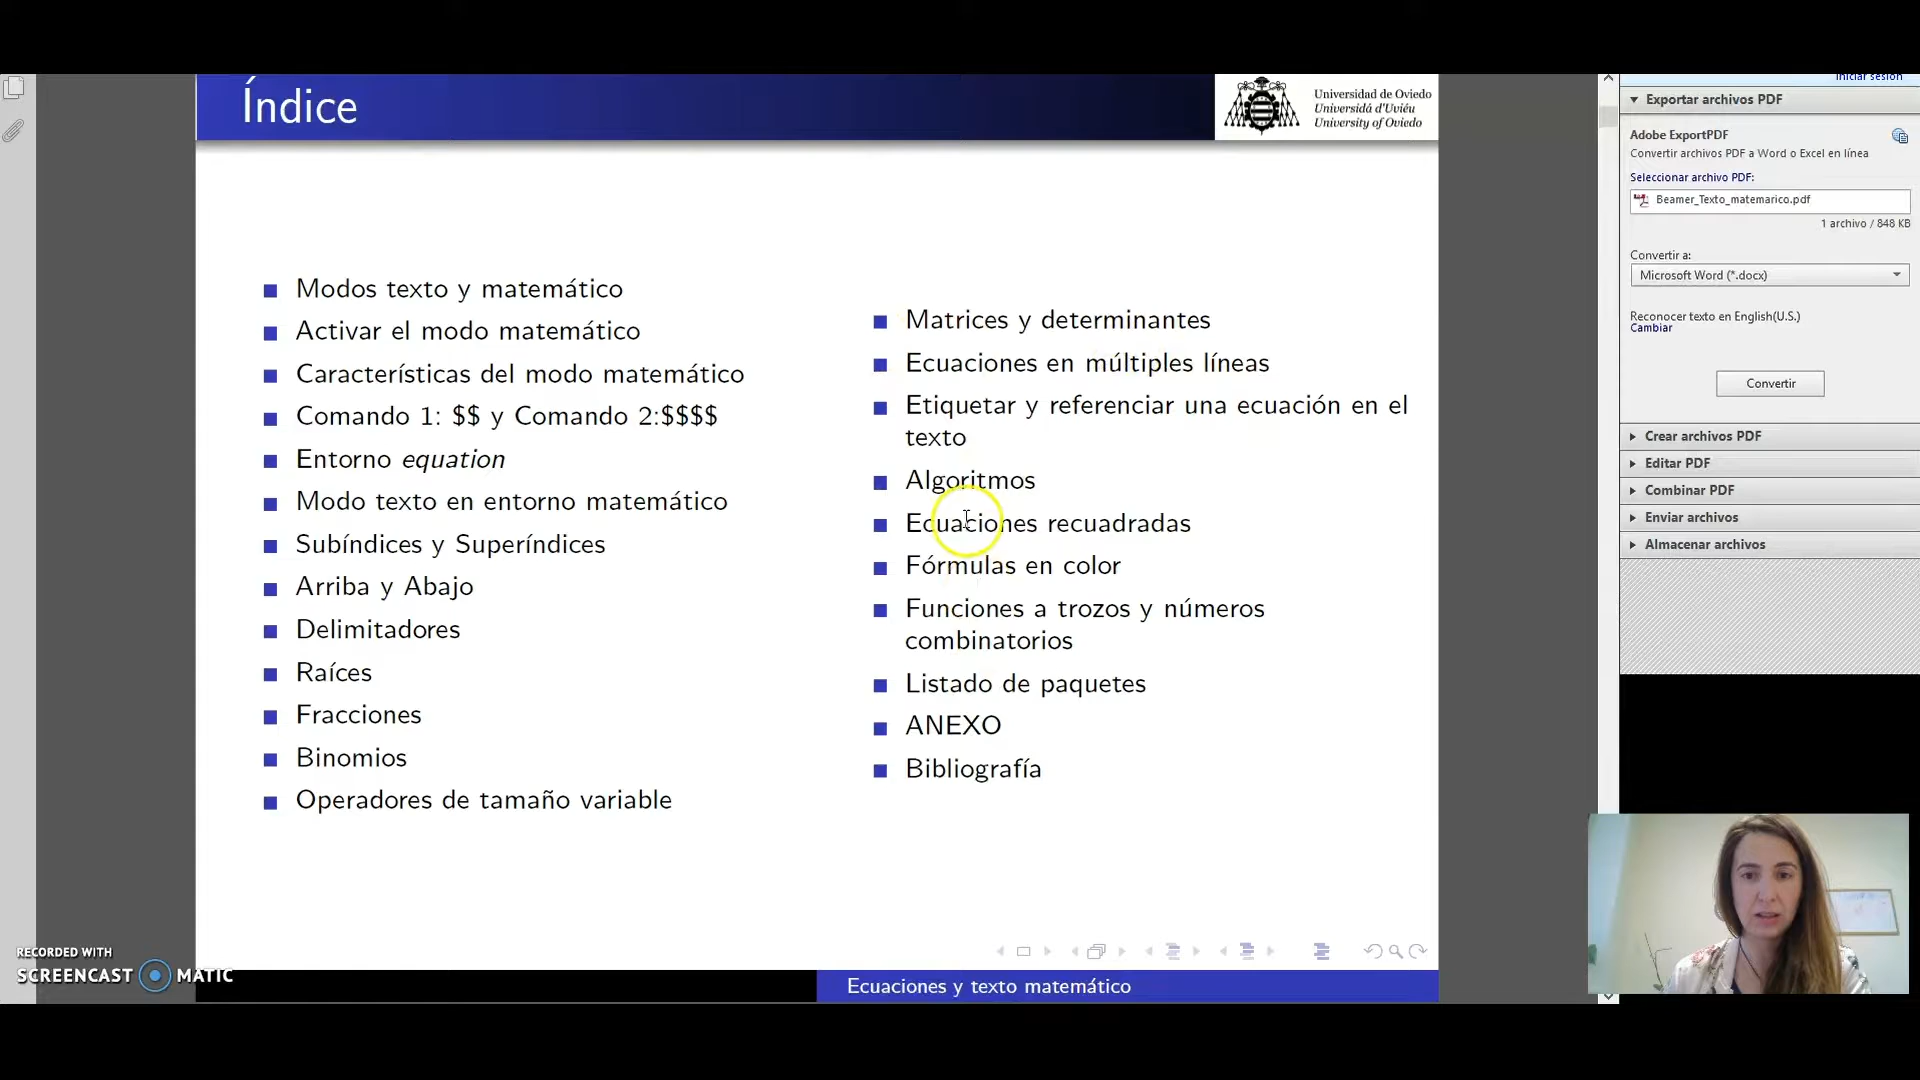 Índice
Universidad de Oviedo
Universidá d'Uviéu
University of Oviedo
Modos texto y matemático
Activar el modo matemático
Características del modo matemático
Comando 1: $$ y Comando 2:$$$$
Entorno equation
Modo texto en entorno matemático
Subíndices y Superíndices
Arriba y Abajo
Delimitadores
Raíces
Fracciones
Binomios
Operadores de tamaño variable
Matrices y determinantes
Ecuaciones en múltiples líneas
Etiquetar y referenciar una ecuación en el
texto
Algoritmos
Ecuaciones recuadradas
Fórmulas en color
Funciones a trozos y números
combinatorios
Listado de paquetes
ANEXO
Bibliografía
Ecuaciones y texto matemático
Iniciar sesión
Exportar archivos PDF
Adobe ExportPDF
Convertir archivos PDF a Word o Excel en línea
Seleccionar archivo PDF:
Beamer_Texto_matemarico.pdf
1 archivo / 848 KB
Convertir a:
Microsoft Word (*.docx)
Reconocer texto en English(U.S.)
Cambiar
Convertir
Crear archivos PDF
Editar PDF
Combinar PDF
Enviar archivos
Almacenar archivos
RECORDED WITH
SCREENCAST MATIC